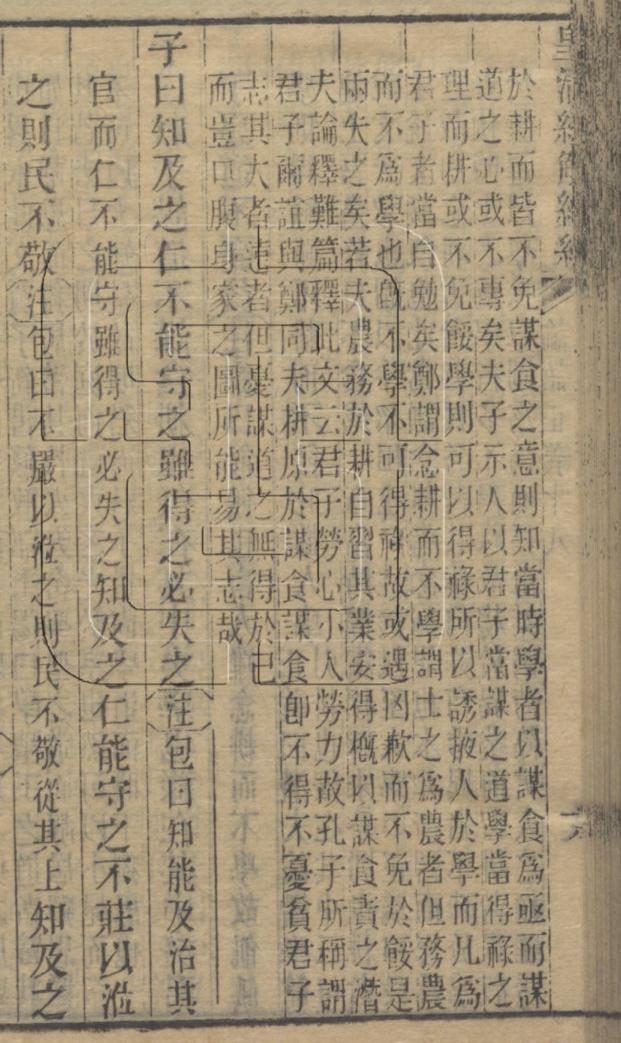 皇清經解續編
於耕而皆不免謀食之意則知當時學者以謀食爲亟而謀
道之心或不專矣夫子示人以君子當謀之道學當得祿之
理而耕或不免餒學則可以得祿所以誘掖人於學而凡爲
君子者當自勉矣鄭謂念耕而不學謂士之爲農者但務農
而不爲學也旣不學不可得祿故或遇凶歉而不免於餒是
兩失之矣若夫農務於耕自習其業安得槪以謀食責之潛
夫論釋難篇釋此文云君子勞心小人勞力故孔子所稱謂
君子爾誼與鄭同夫耕原於謀食謀食卽不得不憂貧君子
志其大者遠者但憂謀道之無得於己
而豈口腹身家之圖所能易其志哉
子曰知及之仁不能守之雖得之必失之注包曰知能及治其
官而仁不能守雖得之必失之知及之仁能守之不莊以涖
之則民不敬注包曰不嚴以涖之則民不敬從其上知及之